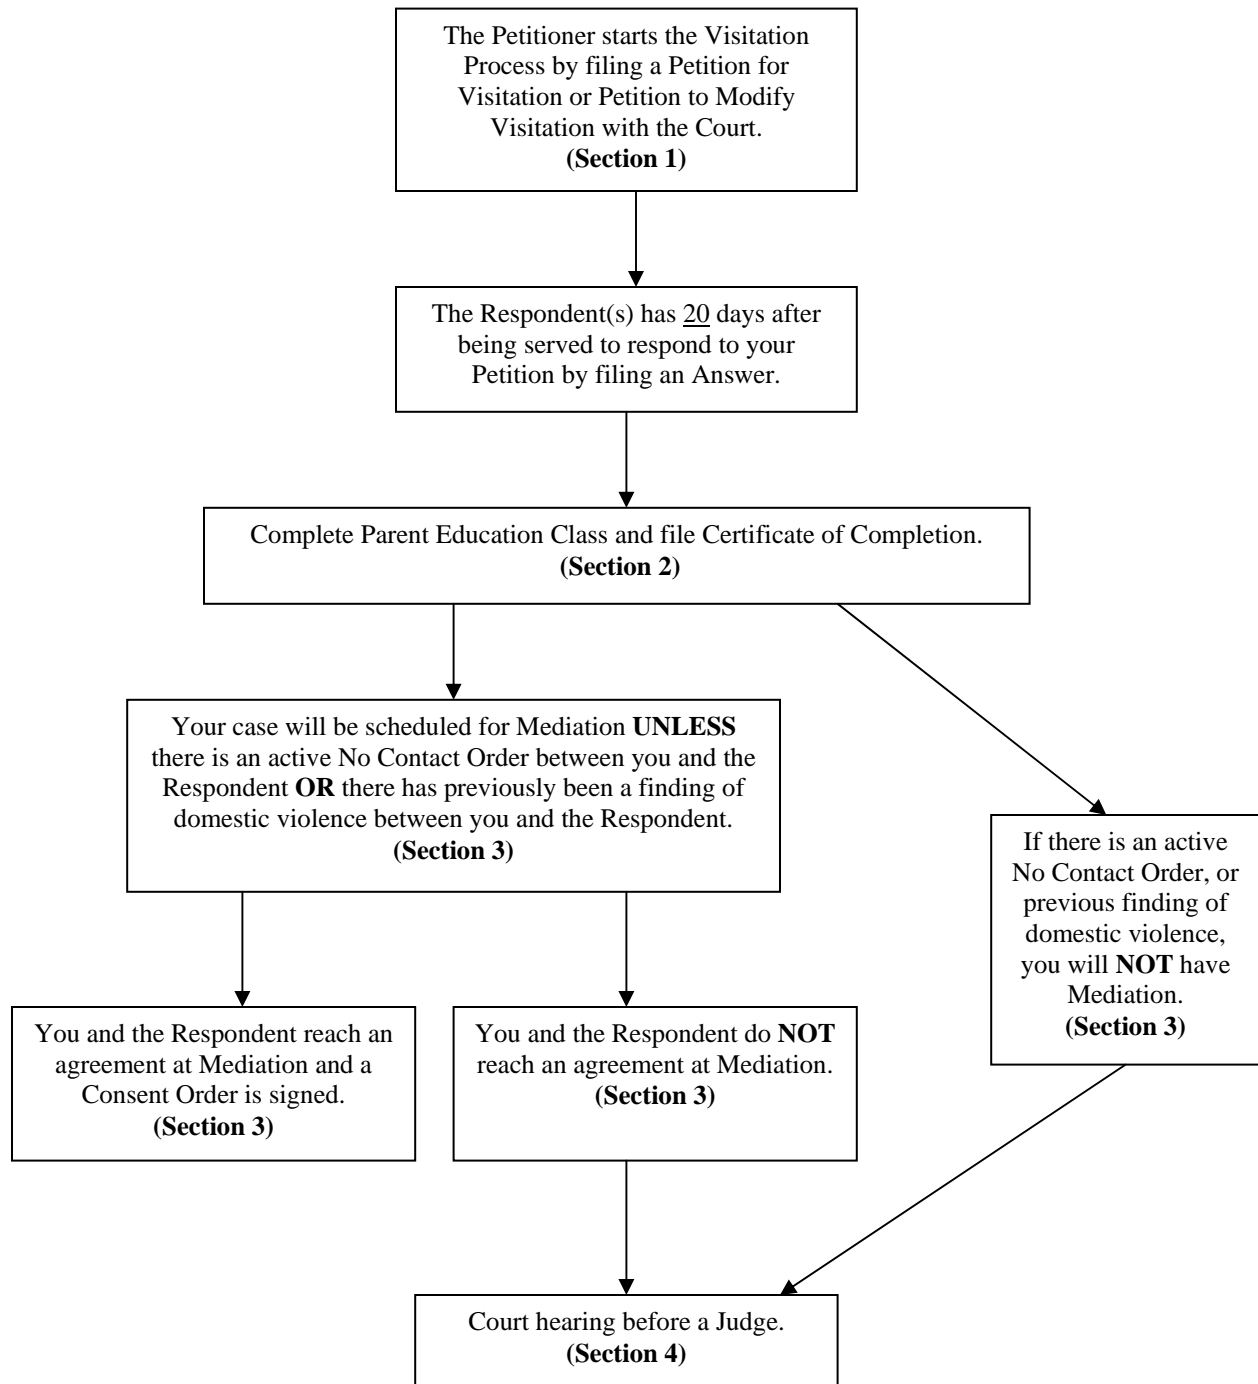 The Petitioner starts the Visitation
Process by filing a Petition for
Visitation or Petition to Modify
Visitation with the Court.
(Section 1)
The Respondent(s) has 20 days after
being served to respond to your
Petition by filing an Answer.
Complete Parent Education Class and file Certificate of Completion.
(Section 2)
Your case will be scheduled for Mediation UNLESS
there is an active No Contact Order between you and the
Respondent OR there has previously been a finding of
domestic violence between you and the Respondent.
(Section 3)
If there is an active
No Contact Order, or
previous finding of
domestic violence,
you will NOT have
Mediation.
(Section 3)
You and the Respondent reach an
agreement at Mediation and a
Consent Order is signed.
(Section 3)
You and the Respondent do NOT
reach an agreement at Mediation.
(Section 3)
Court hearing before a Judge.
(Section 4)